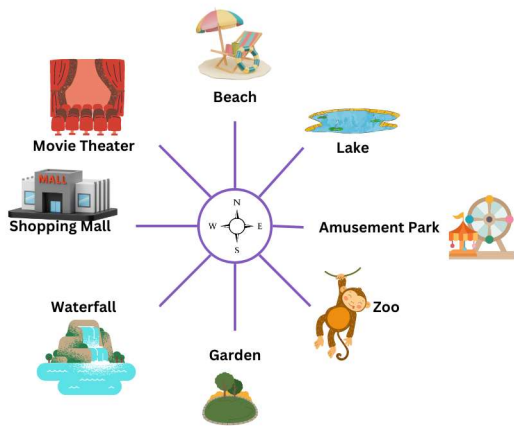 Beach
Movie Theater
Lake
MALL
Shopping Mall
N
W E
S
Amusement Park
Waterfall
Zoo
Garden